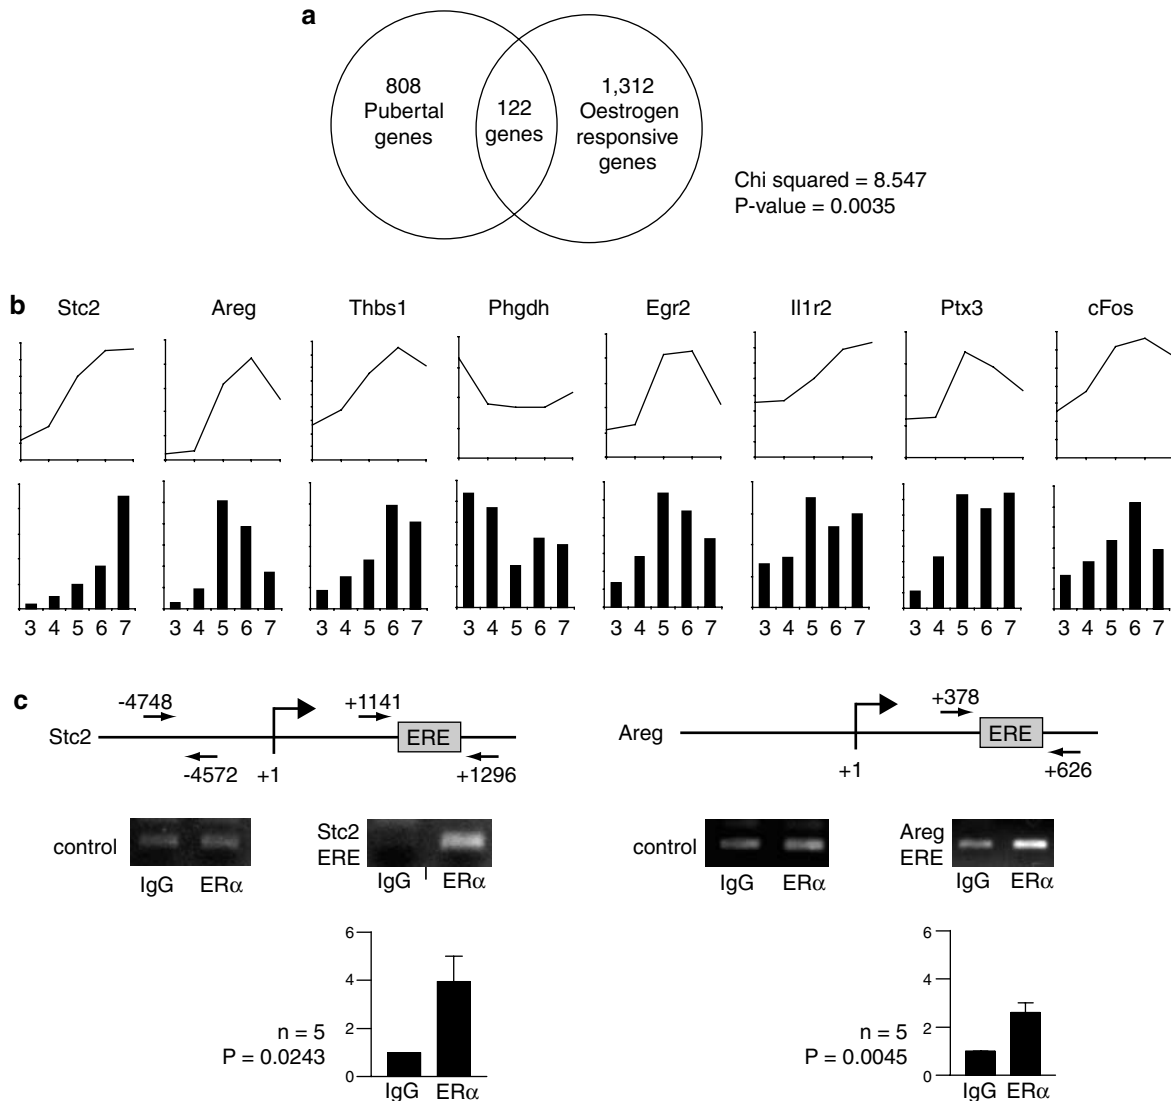 a
808
Pubertal
genes
122
genes
1,312
Oestrogen
responsive
genes
Chi squared = 8.547
P-value = 0.0035
b
Stc2 Areg Thbs1 Phgdh Egr2 Il1r2 Ptx3 cFos
3 4 5 6 7 3 4 5 6 7 3 4 5 6 7 3 4 5 6 7 3 4 5 6 7 3 4 5 6 7 3 4 5 6 7 3 4 5 6 7
c
-4748
+1141
Stc2
ERE
-4572
+1
+1296
control
IgG ERα
Stc2
ERE
IgG ERα
6
4
2
0
n = 5
P = 0.0243
IgG ERα
+378
Areg
ERE
+1
+626
control
IgG ERα
Areg
ERE
IgG ERα
6
4
2
0
n = 5
P = 0.0045
IgG ERα